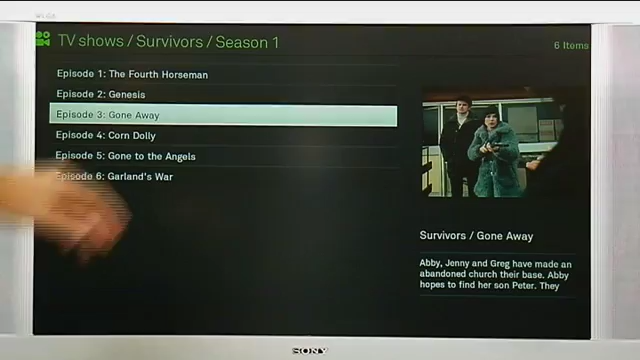 TV shows / Survivors / Season 1
6 Items
Episode 1: The Fourth Horseman
Episode 2: Genesis
Episode 3: Gone Away
Episode 4: Corn Dolly
Episode 5: Gone to the Angels
Episode 6: Garland's War
Survivors / Gone Away
Abby, Jenny and Greg have made an
abandoned church their base. Abby
hopes to find her son Peter. They
SONY